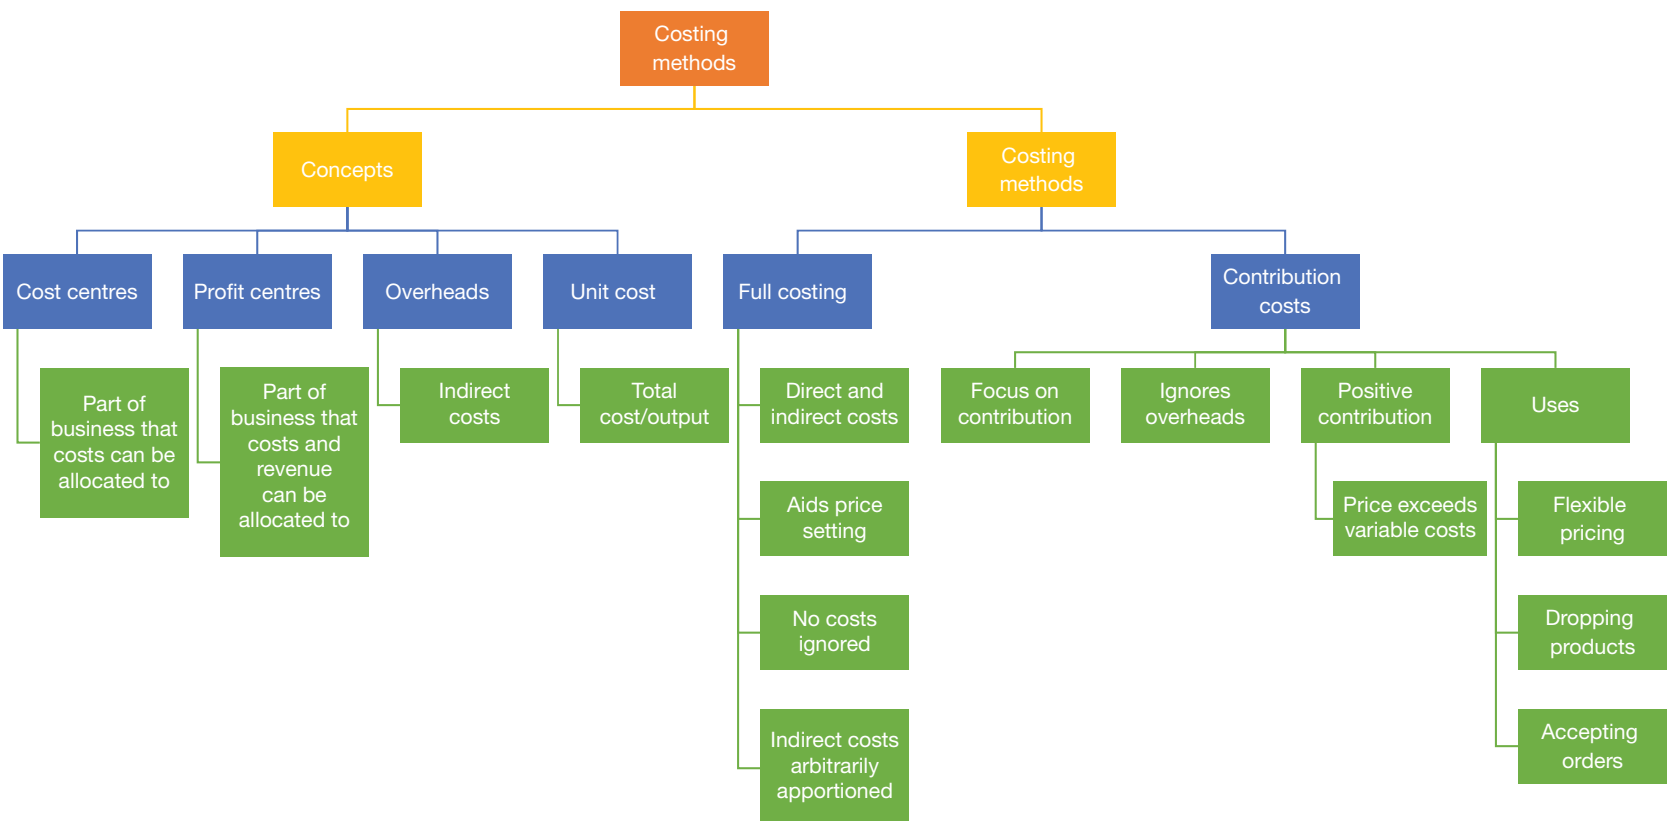 Costing
methods
Concepts
Costing
methods
Cost centres
Profit centres
Overheads
Unit cost
Full costing
Contribution
costs
Part of
business that
costs can be
allocated to
Part of
business that
costs and
revenue
can be
allocated to
Indirect
costs
Total
cost/output
Direct and
indirect costs
Aids price
setting
No costs
ignored
Indirect costs
arbitrarily
apportioned
Focus on
contribution
Ignores
overheads
Positive
contribution
Price exceeds
variable costs
Uses
Flexible
pricing
Dropping
products
Accepting
orders